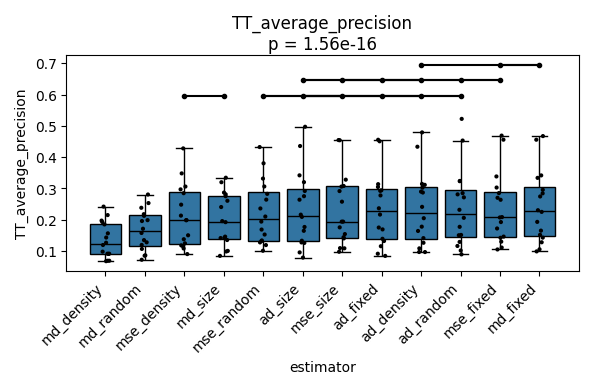 TT_average_precision
p = 1.56e-16
TT_average_precision
0.7
0.6
0.5
0.4
0.3
0.2
0.1
md_density
md_random
mse_density
md_size
mse_random
ad_size
mse_size
ad_fixed
ad_density
ad_random
mse_fixed
md_fixed
estimator